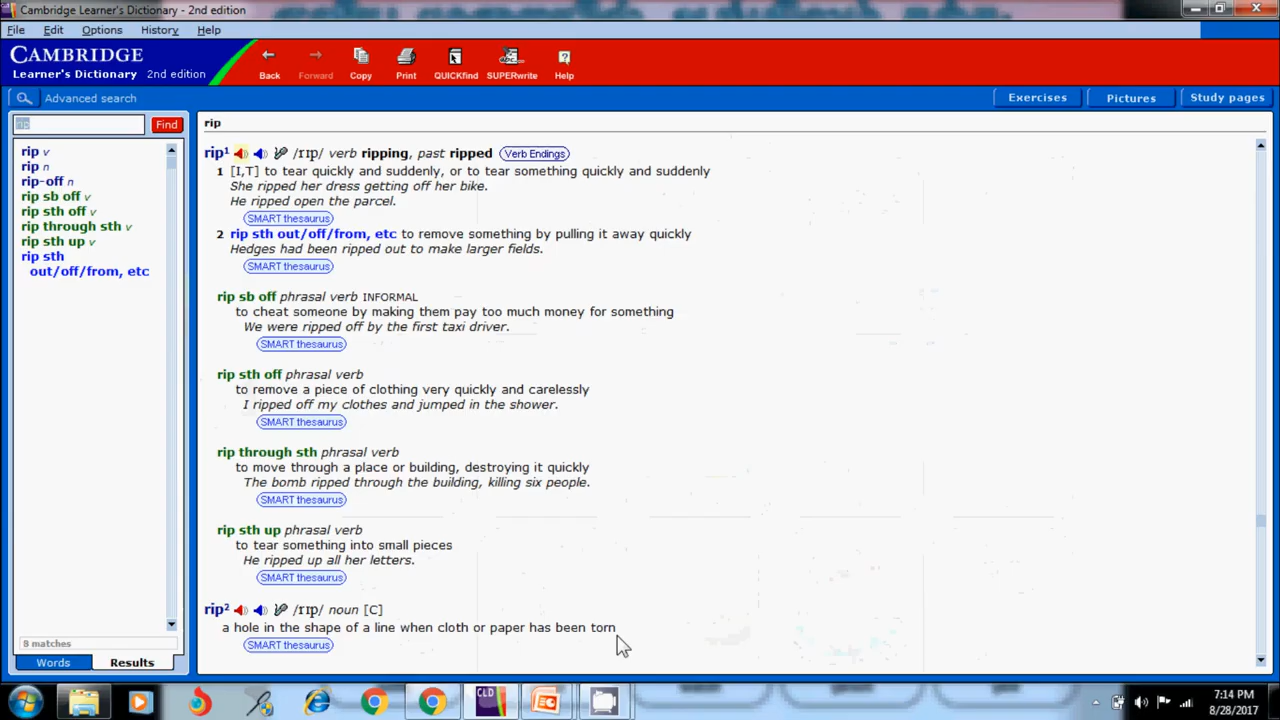 Cambridge Learner's Dictionary - 2nd edition
File Edit Options History Help
CAMBRIDGE
Learner's Dictionary 2nd edition
Back Forward Copy Print QUICKfind SUPERwrite Help
Advanced search
Exercises Pictures Study pages
rip Find
rip v
rip n
rip-off n
rip sb off v
rip sth off v
rip through sth v
rip sth up v
rip sth
out/off/from, etc
8 matches
Words Results
rip
rip¹ /rɪp/ verb ripping, past ripped Verb Endings
1 [I,T] to tear quickly and suddenly, or to tear something quickly and suddenly
She ripped her dress getting off her bike.
He ripped open the parcel.
SMART thesaurus
2 rip sth out/off/from, etc to remove something by pulling it away quickly
Hedges had been ripped out to make larger fields.
SMART thesaurus
rip sb off phrasal verb INFORMAL
to cheat someone by making them pay too much money for something
We were ripped off by the first taxi driver.
SMART thesaurus
rip sth off phrasal verb
to remove a piece of clothing very quickly and carelessly
I ripped off my clothes and jumped in the shower.
SMART thesaurus
rip through sth phrasal verb
to move through a place or building, destroying it quickly
The bomb ripped through the building, killing six people.
SMART thesaurus
rip sth up phrasal verb
to tear something into small pieces
He ripped up all her letters.
SMART thesaurus
rip² /rɪp/ noun [C]
a hole in the shape of a line when cloth or paper has been torn
SMART thesaurus
CLD
7:14 PM
8/28/2017